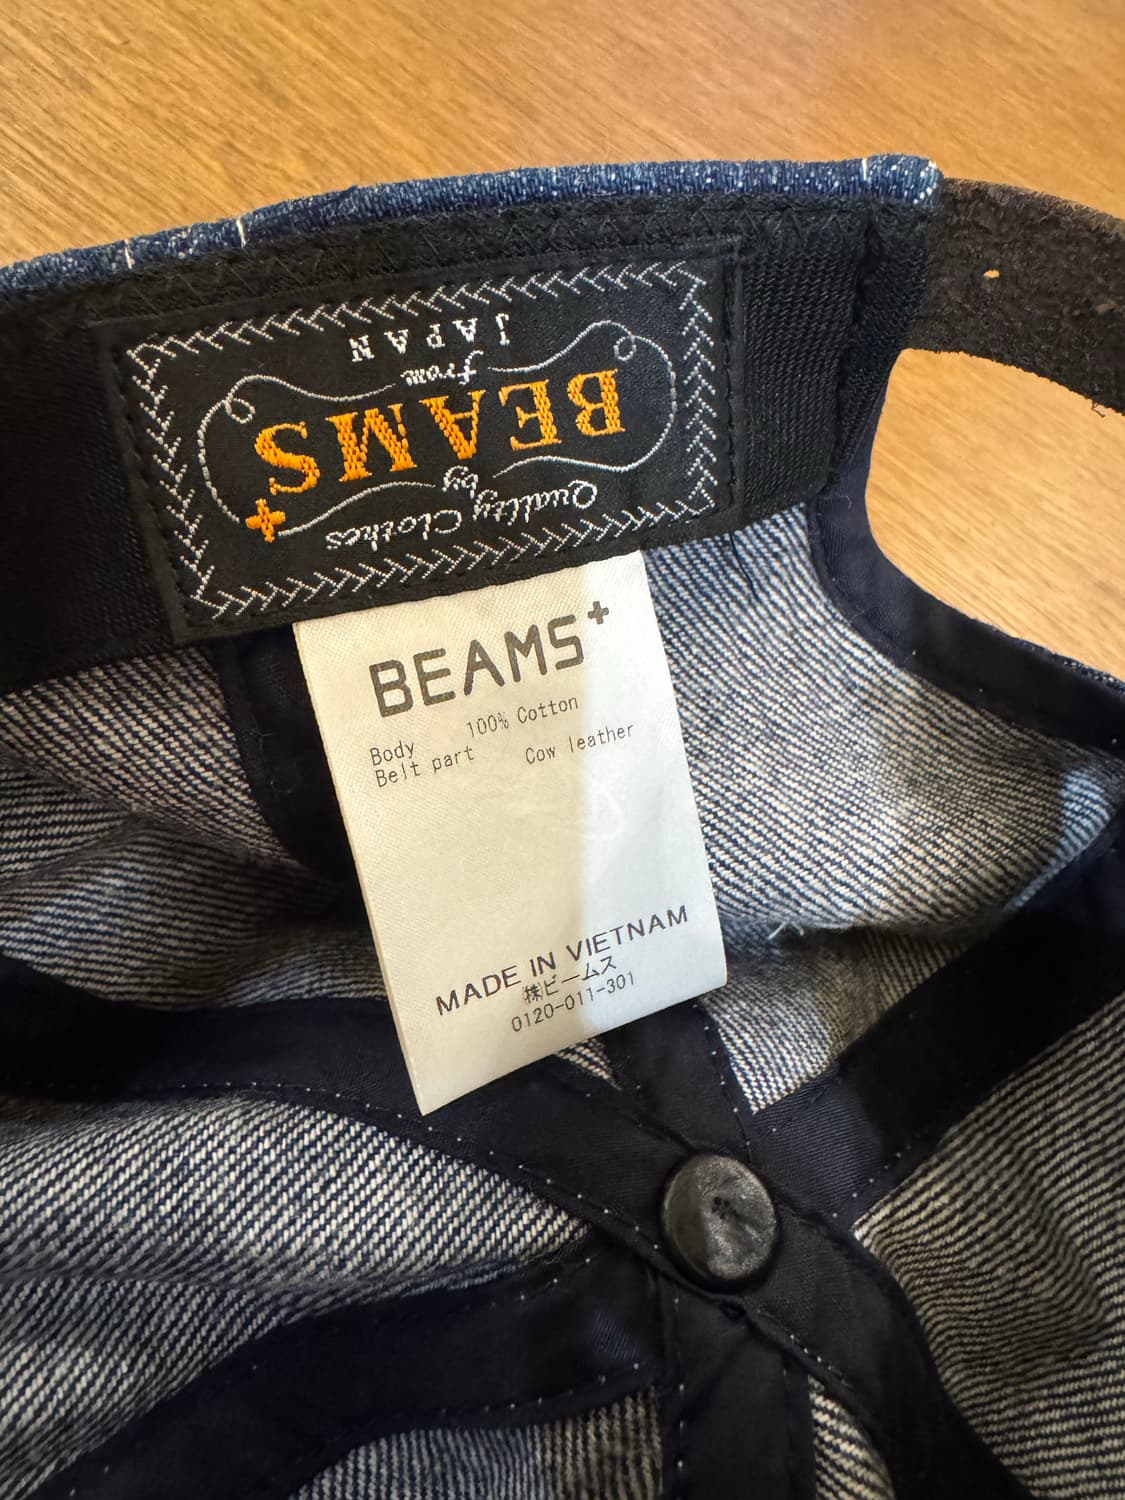 Quality Clothes
by
BEAMS+
from
JAPAN
BEAMS+
Body 100% Cotton
Belt part Cow leather
MADE IN VIETNAM
㈱ビームス
0120-011-301